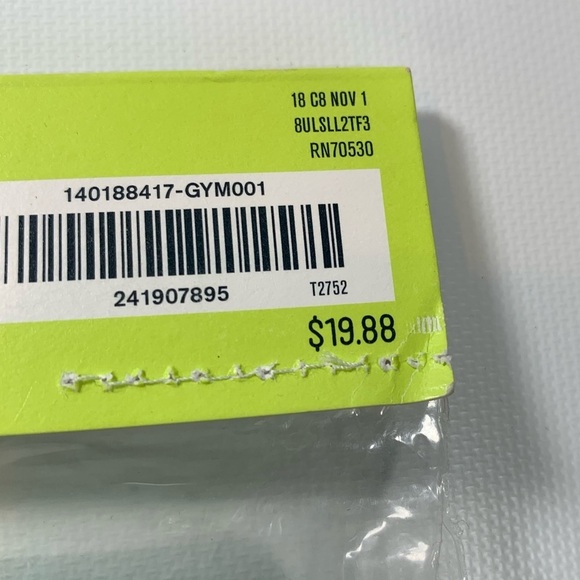 18 C8 NOV 1
8ULSLL2TF3
RN70530
140188417-GYM001
241907895
T2752
$19.88